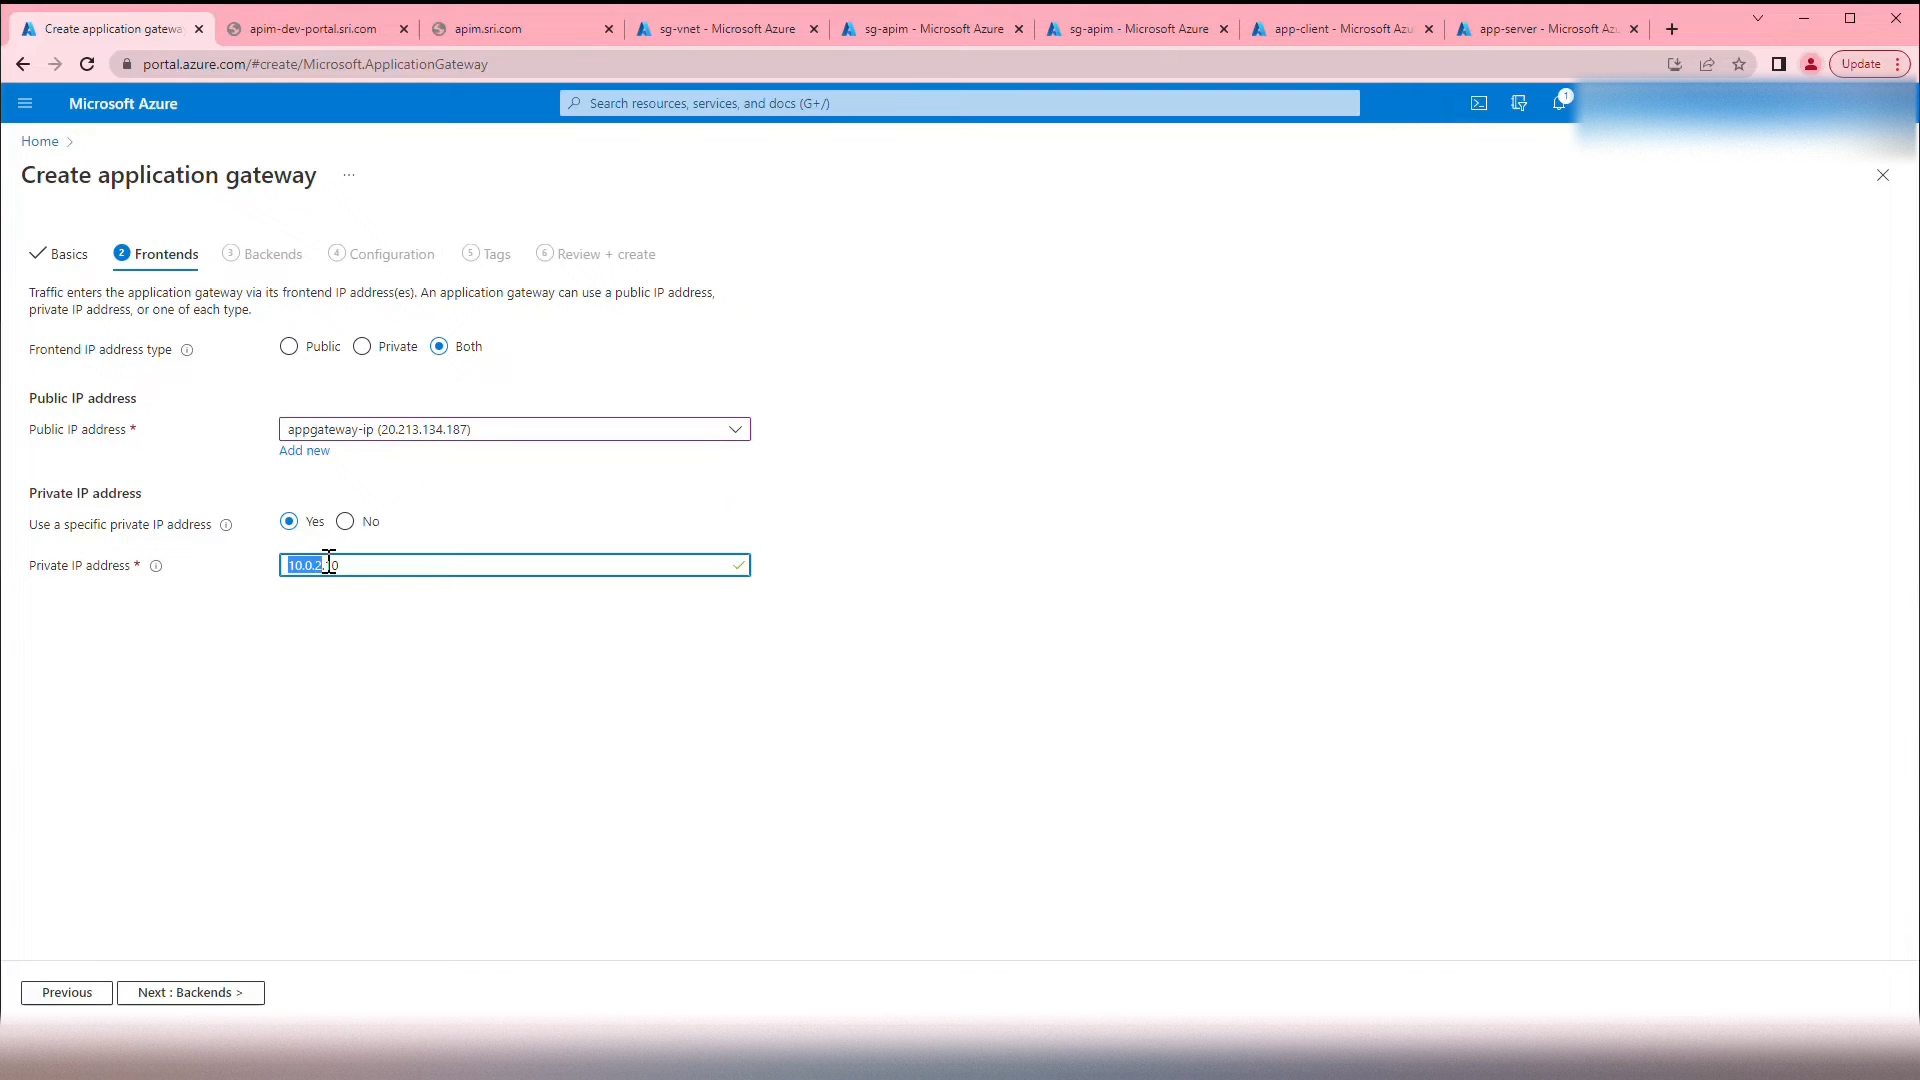 Create application gateway
apim-dev-portal.sri.com
apim.sri.com
sg-vnet - Microsoft Azure
sg-apim - Microsoft Azure
sg-apim - Microsoft Azure
app-client - Microsoft Azu
app-server - Microsoft Az
portal.azure.com/#create/Microsoft.ApplicationGateway
Update
Microsoft Azure
Search resources, services, and docs (G+/)
1
Home >
Create application gateway
...
Basics
2 Frontends
3 Backends
4 Configuration
5 Tags
6 Review + create
Traffic enters the application gateway via its frontend IP address(es). An application gateway can use a public IP address,
private IP address, or one of each type.
Frontend IP address type
Public
Private
Both
Public IP address
Public IP address *
appgateway-ip (20.213.134.187)
Add new
Private IP address
Use a specific private IP address
Yes
No
Private IP address *
10.0.2.10
Previous
Next : Backends >